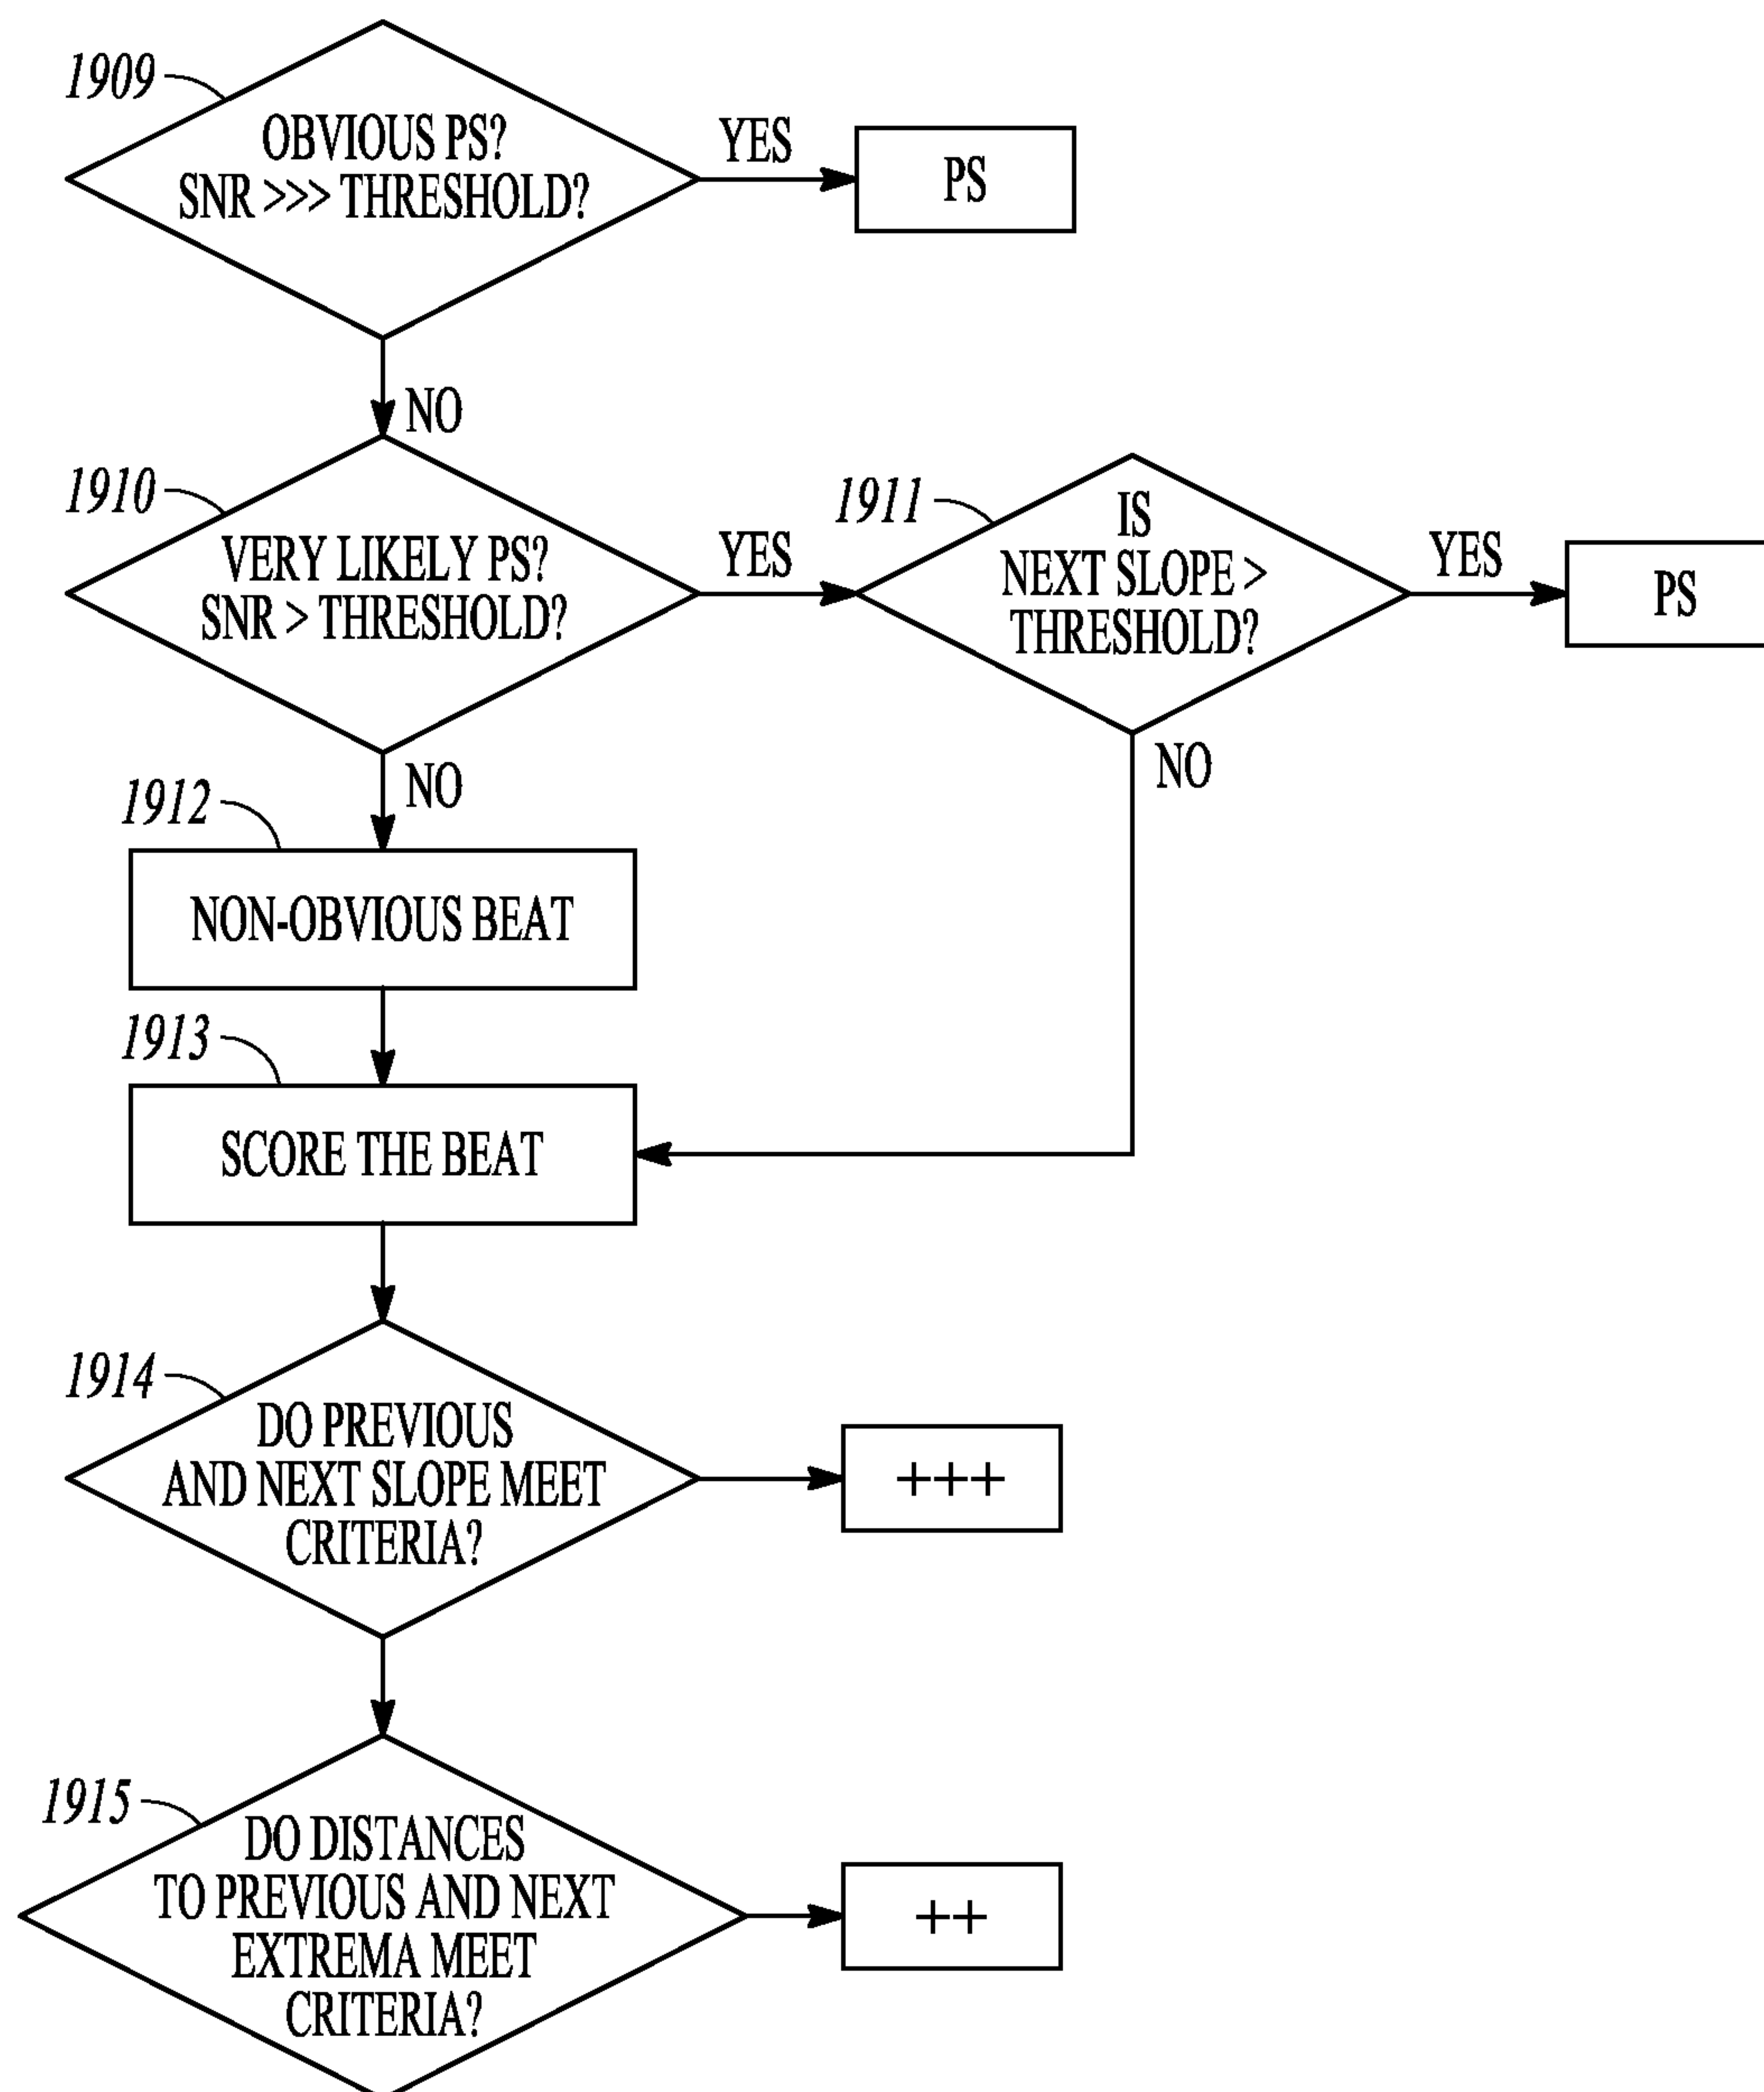 1909
OBVIOUS PS?
SNR >>> THRESHOLD?
YES
PS
NO
1910
VERY LIKELY PS?
SNR > THRESHOLD?
YES
1911
IS
NEXT SLOPE >
THRESHOLD?
YES
PS
NO
NO
1912
NON-OBVIOUS BEAT
1913
SCORE THE BEAT
1914
DO PREVIOUS
AND NEXT SLOPE MEET
CRITERIA?
+++
1915
DO DISTANCES
TO PREVIOUS AND NEXT
EXTREMA MEET
CRITERIA?
++